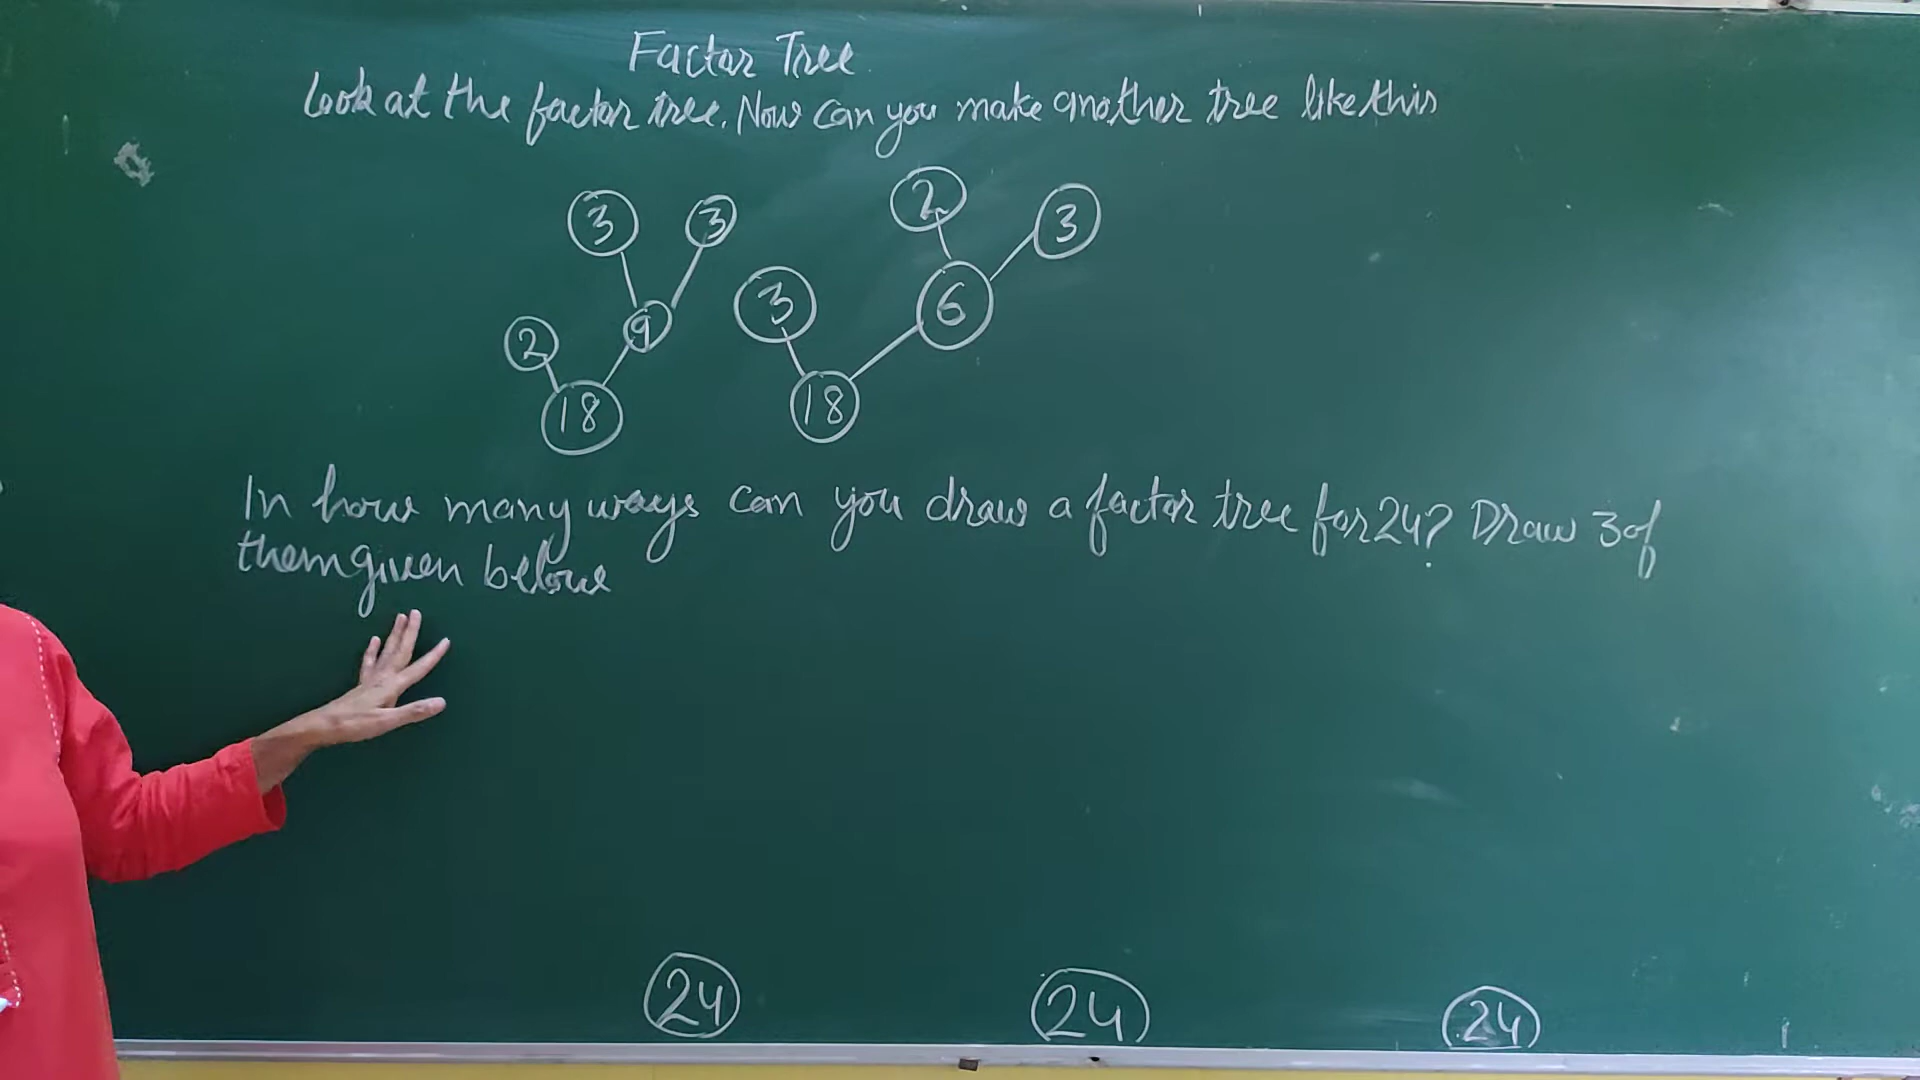 Factor Tree
Look at the factor tree. Now can you make another tree like this
3 3 2 3
2 9 3 6
18 18
In how many ways can you draw a factor tree for 24? Draw 3 of
them given below
24 24 24